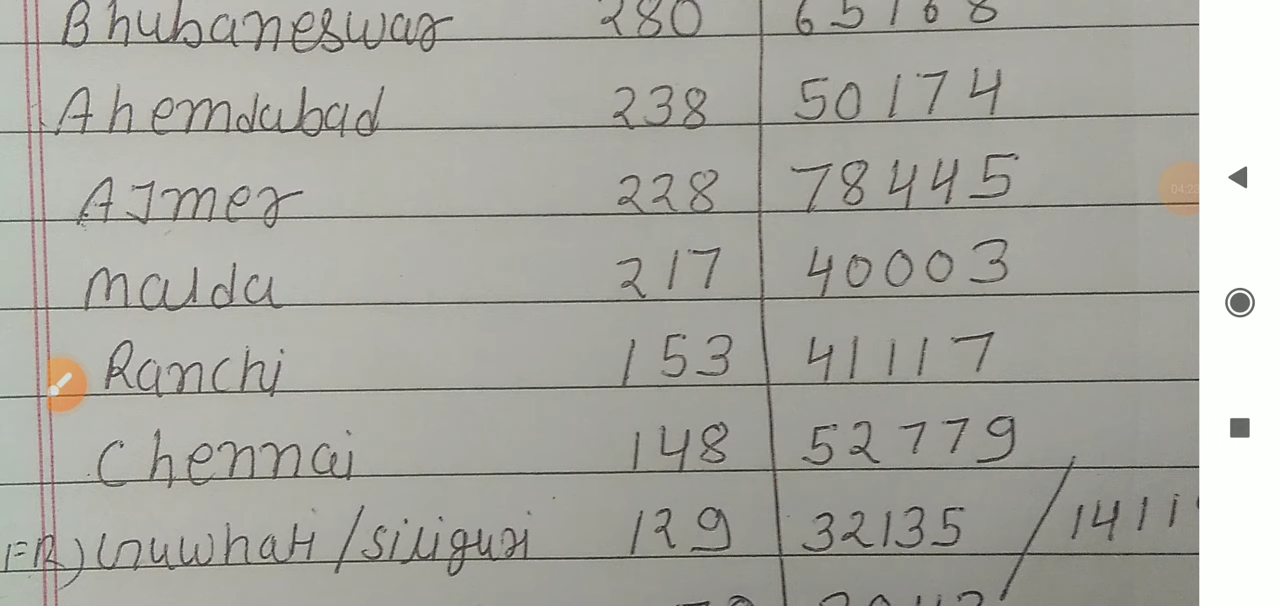 Bhubaneswar 280 65168
Ahemdabad 238 50174
AJmer 228 78445
Malda 217 40003
Ranchi 153 41117
Chennai 148 52779
FR) Guwhati/siliguri 129 32135 / 1411